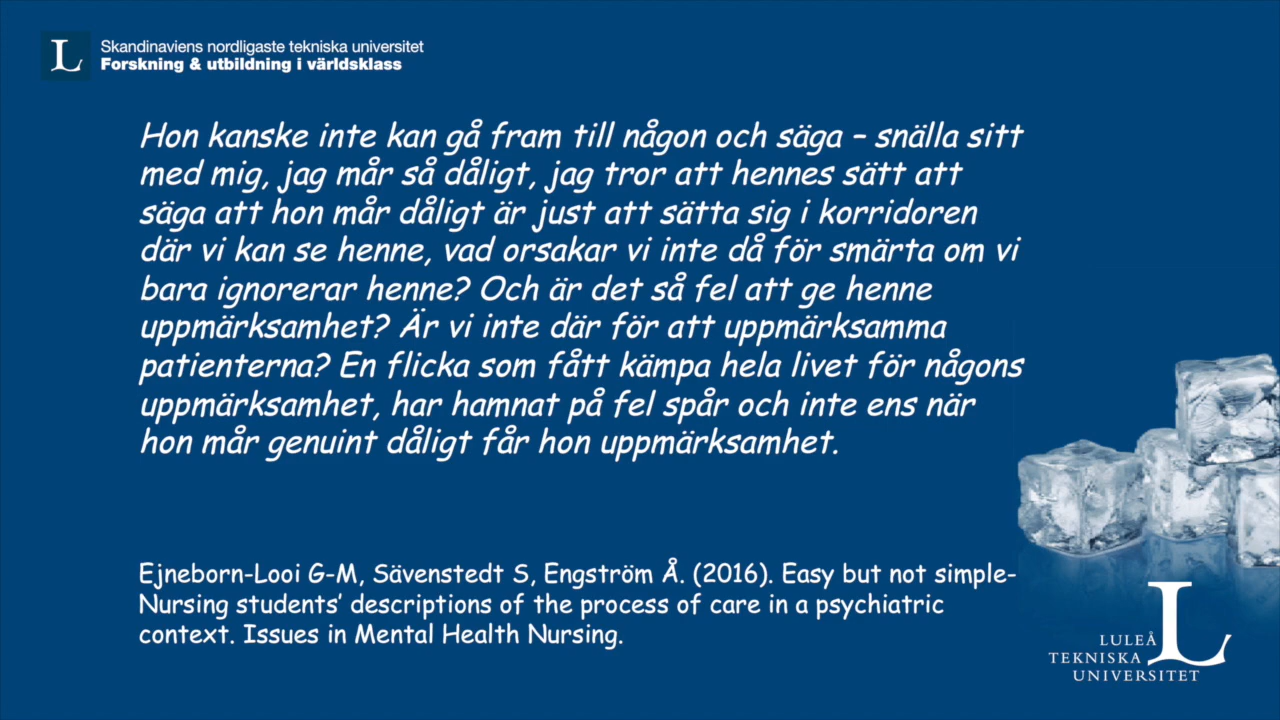 L
Skandinaviens nordligaste tekniska universitet
Forskning & utbildning i världsklass
Hon kanske inte kan gå fram till någon och säga – snälla sitt
med mig, jag mår så dåligt, jag tror att hennes sätt att
säga att hon mår dåligt är just att sätta sig i korridoren
där vi kan se henne, vad orsakar vi inte då för smärta om vi
bara ignorerar henne? Och är det så fel att ge henne
uppmärksamhet? Är vi inte där för att uppmärksamma
patienterna? En flicka som fått kämpa hela livet för någons
uppmärksamhet, har hamnat på fel spår och inte ens när
hon mår genuint dåligt får hon uppmärksamhet.
Ejneborn-Looi G-M, Sävenstedt S, Engström Å. (2016). Easy but not simple-
Nursing students’ descriptions of the process of care in a psychiatric
context. Issues in Mental Health Nursing.
L
LULEÅ
TEKNISKA
UNIVERSITET